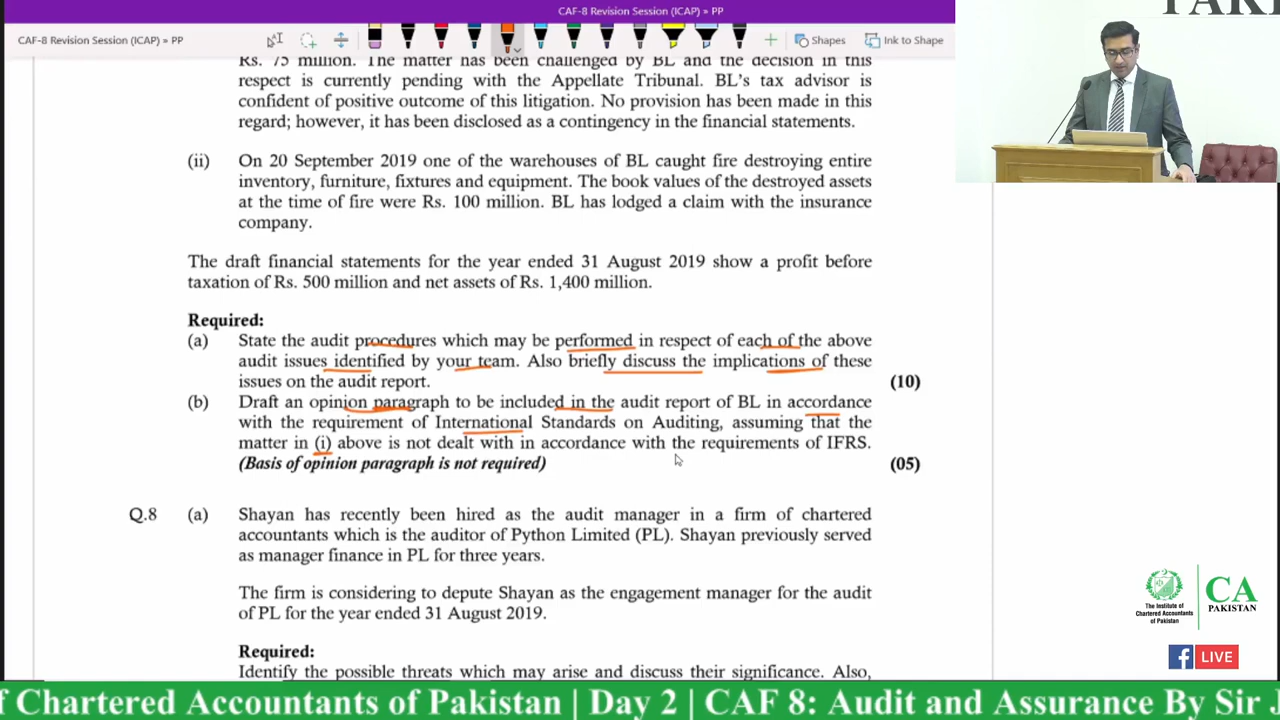 CAF-8 Revision Session (ICAP) » PP
CAF-8 Revision Session (ICAP) » PP
Shapes
Ink to Shape
Rs. 75 million. The matter has been challenged by BL and the decision in this
respect is currently pending with the Appellate Tribunal. BL's tax advisor is
confident of positive outcome of this litigation. No provision has been made in this
regard; however, it has been disclosed as a contingency in the financial statements.
(ii) On 20 September 2019 one of the warehouses of BL caught fire destroying entire
inventory, furniture, fixtures and equipment. The book values of the destroyed assets
at the time of fire were Rs. 100 million. BL has lodged a claim with the insurance
company.
The draft financial statements for the year ended 31 August 2019 show a profit before
taxation of Rs. 500 million and net assets of Rs. 1,400 million.
Required:
(a) State the audit procedures which may be performed in respect of each of the above
audit issues identified by your team. Also briefly discuss the implications of these
issues on the audit report. (10)
(b) Draft an opinion paragraph to be included in the audit report of BL in accordance
with the requirement of International Standards on Auditing, assuming that the
matter in (i) above is not dealt with in accordance with the requirements of IFRS.
(Basis of opinion paragraph is not required) (05)
Q.8 (a) Shayan has recently been hired as the audit manager in a firm of chartered
accountants which is the auditor of Python Limited (PL). Shayan previously served
as manager finance in PL for three years.
The firm is considering to depute Shayan as the engagement manager for the audit
of PL for the year ended 31 August 2019.
Required:
Identify the possible threats which may arise and discuss their significance. Also,
The Institute of
Chartered Accountants
of Pakistan
CA
PAKISTAN
f LIVE
f Chartered Accountants of Pakistan | Day 2 | CAF 8: Audit and Assurance By Sir J